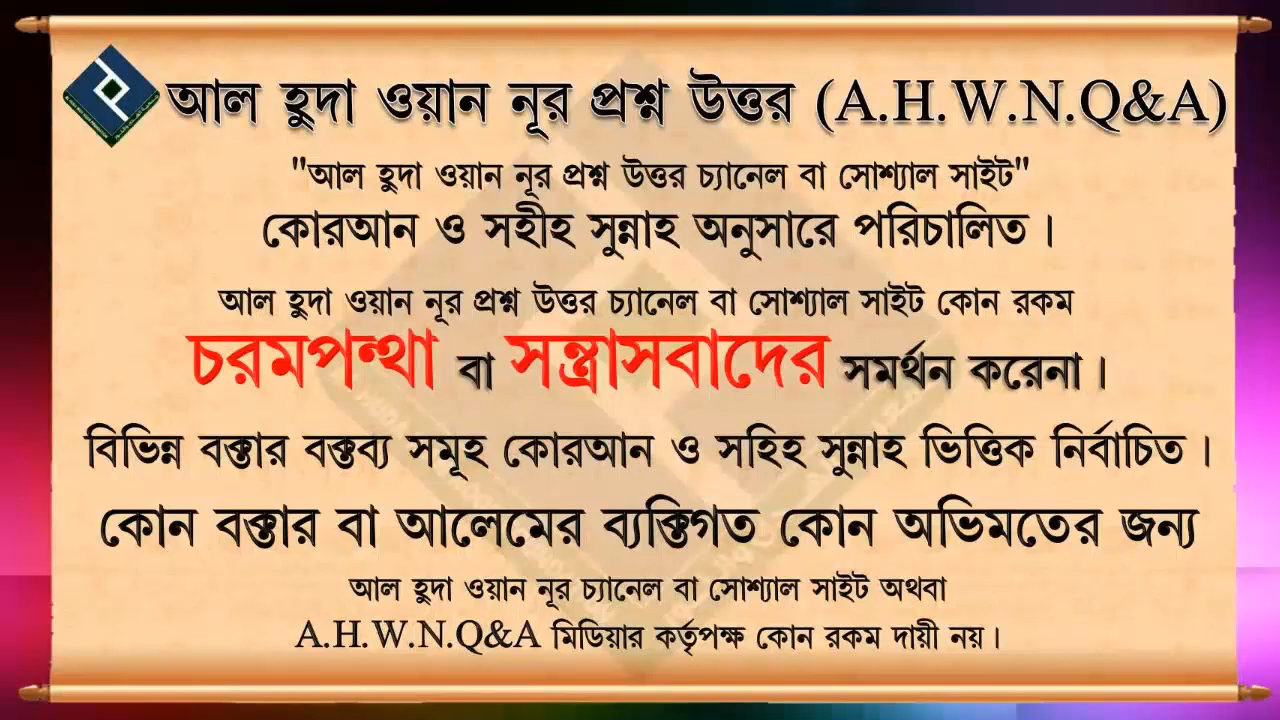 আল হুদা ওয়ান নূর প্রশ্ন উত্তর (A.H.W.N.Q&A)
"আল হুদা ওয়ান নূর প্রশ্ন উত্তর চ্যানেল বা সোশ্যাল সাইট"
কোরআন ও সহীহ সুন্নাহ অনুসারে পরিচালিত।
আল হুদা ওয়ান নূর প্রশ্ন উত্তর চ্যানেল বা সোশ্যাল সাইট কোন রকম
চরমপন্থা বা সন্ত্রাসবাদের সমর্থন করেনা।
বিভিন্ন বক্তার বক্তব্য সমূহ কোরআন ও সহিহ সুন্নাহ ভিত্তিক নির্বাচিত।
কোন বক্তার বা আলেমের ব্যক্তিগত কোন অভিমতের জন্য
আল হুদা ওয়ান নূর চ্যানেল বা সোশ্যাল সাইট অথবা
A.H.W.N.Q&A মিডিয়ার কর্তৃপক্ষ কোন রকম দায়ী নয়।